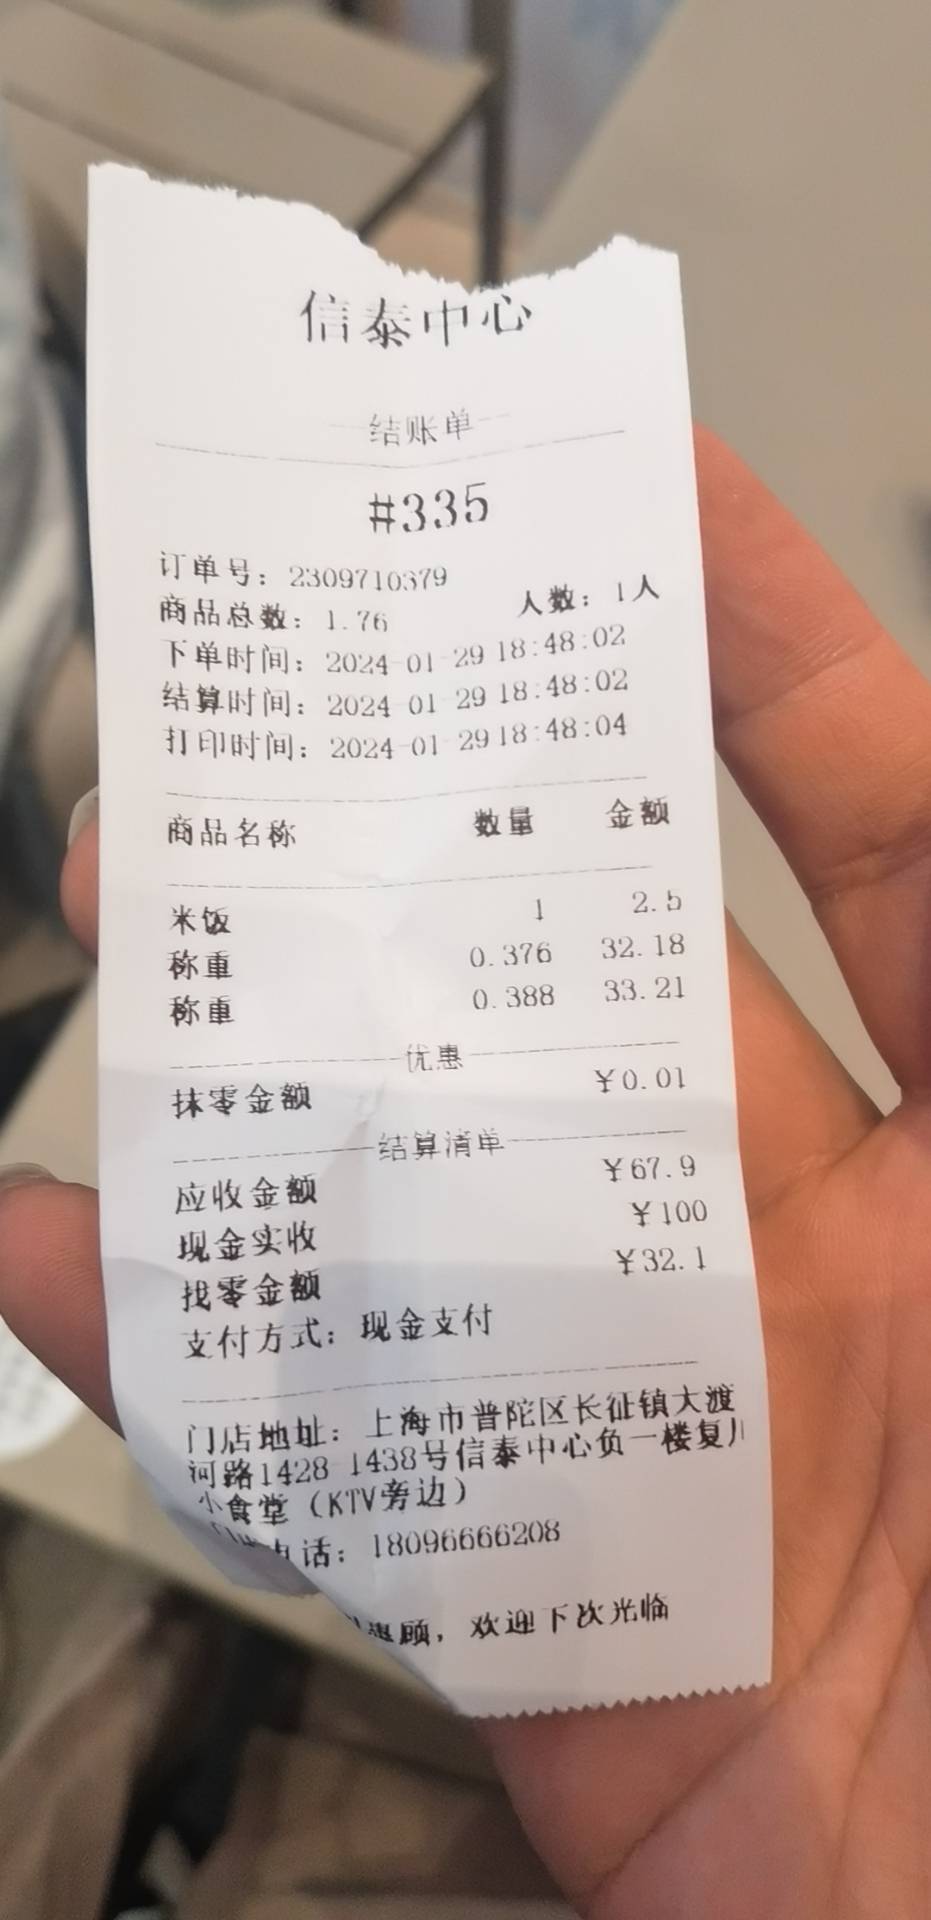 信泰中心
结账单
#335
订单号：2309710379
商品总数：1.76 人数：1人
下单时间：2024-01-29 18:48:02
结算时间：2024-01-29 18:48:02
打印时间：2024-01-29 18:48:04
商品名称 数量 金额
米饭 1 2.5
称重 0.376 32.18
称重 0.388 33.21
优惠
抹零金额 ¥0.01
结算清单
应收金额 ¥67.9
现金实收 ¥100
找零金额 ¥32.1
支付方式：现金支付
门店地址：上海市普陀区长征镇大渡
河路1428-1438号信泰中心负一楼复
小食堂（KTV旁边）
电话：18096666208
惠顾，欢迎下次光临